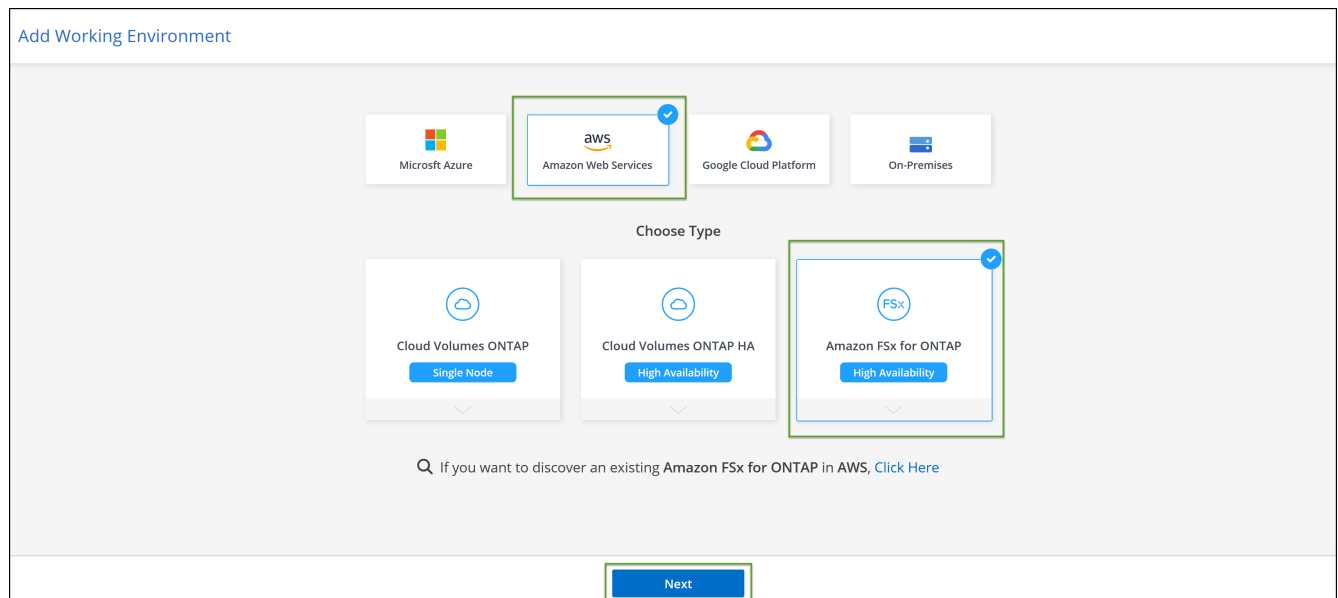 Add Working Environment
aws
Microsft Azure
Amazon Web Services
Google Cloud Platform
On-Premises
Choose Type
FSx
Cloud Volumes ONTAP
Cloud Volumes ONTAP HA
Amazon FSx for ONTAP
Single Node
High Availability
High Availability
If you want to discover an existing Amazon FSx for ONTAP in AWS, Click Here
Next